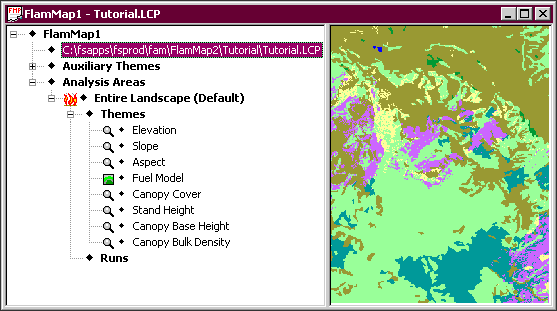 FlamMap1 - Tutorial.LCP
FlamMap1
C:\fsapps\fsprod\fam\FlamMap2\Tutorial\Tutorial.LCP
Auxiliary Themes
Analysis Areas
Entire Landscape (Default)
Themes
Elevation
Slope
Aspect
Fuel Model
Canopy Cover
Stand Height
Canopy Base Height
Canopy Bulk Density
Runs